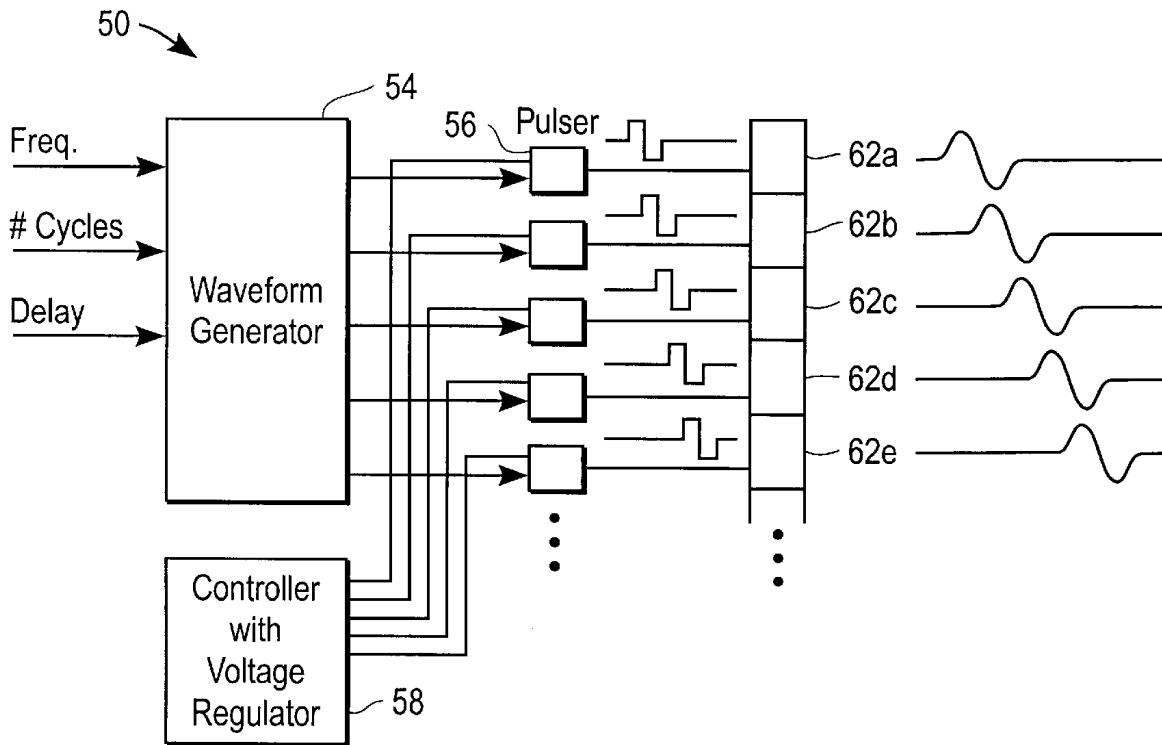 50
54
56
Pulser
Freq.
# Cycles
Delay
Waveform
Generator
62a
62b
62c
62d
62e
Controller
with
Voltage
Regulator
58